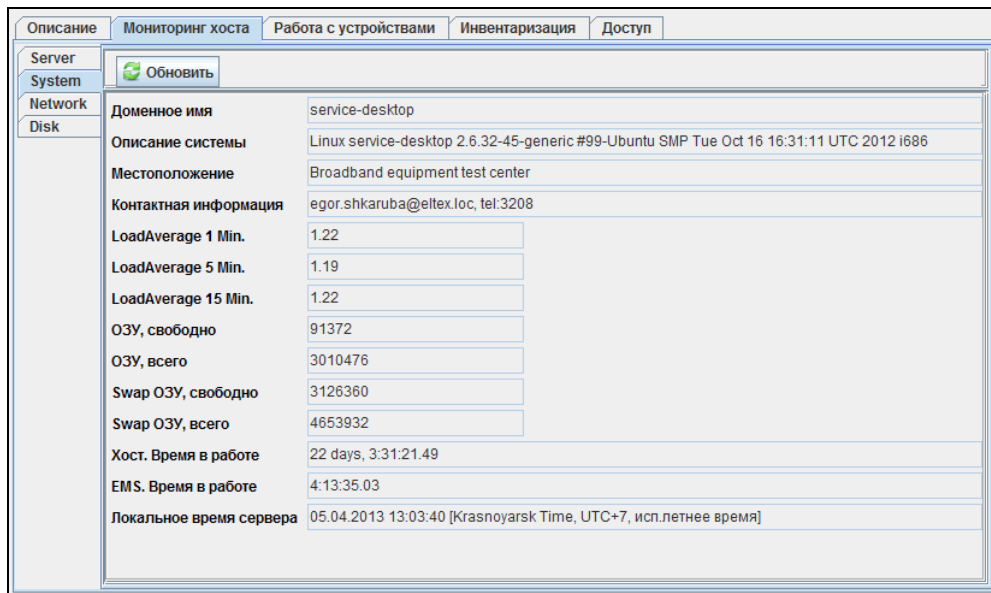 Описание Мониторинг хоста Работа с устройствами Инвентаризация Доступ
Server
System
Network
Disk
Обновить
Доменное имя service-desktop
Описание системы Linux service-desktop 2.6.32-45-generic #99-Ubuntu SMP Tue Oct 16 16:31:11 UTC 2012 i686
Местоположение Broadband equipment test center
Контактная информация egor.shkaruba@eltex.loc, tel:3208
LoadAverage 1 Min. 1.22
LoadAverage 5 Min. 1.19
LoadAverage 15 Min. 1.22
ОЗУ, свободно 91372
ОЗУ, всего 3010476
Swap ОЗУ, свободно 3126360
Swap ОЗУ, всего 4653932
Хост. Время в работе 22 days, 3:31:21.49
EMS. Время в работе 4:13:35.03
Локальное время сервера 05.04.2013 13:03:40 [Krasnoyarsk Time, UTC+7, исп.летнее время]